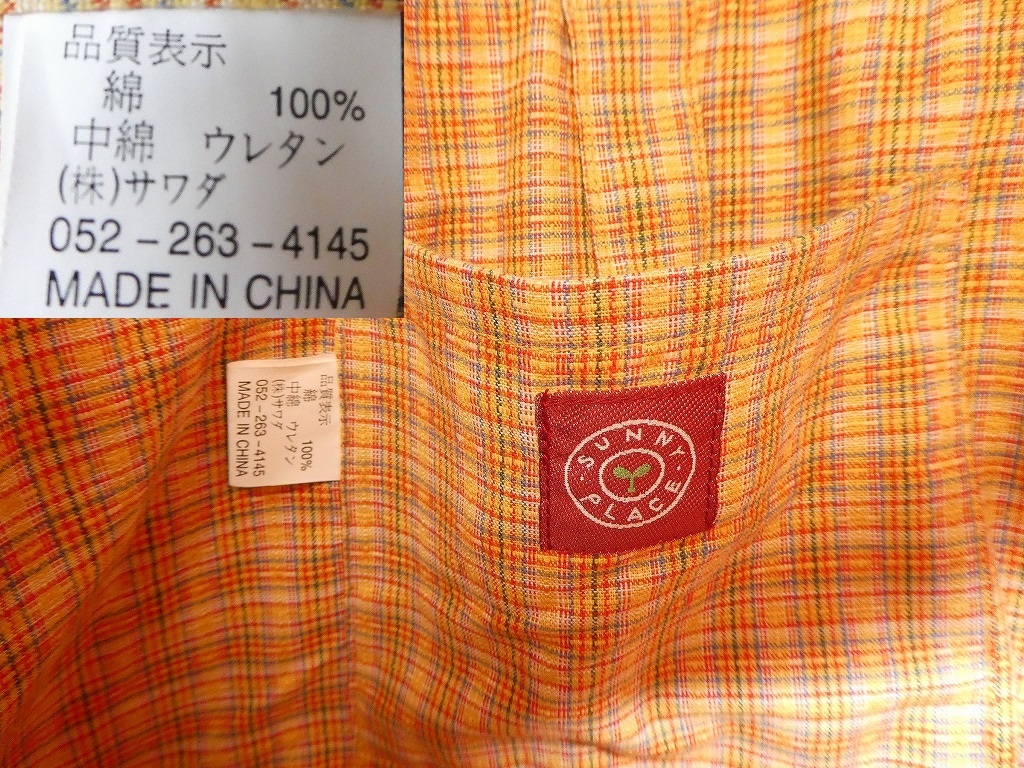 品質表示
綿 100%
中綿 ウレタン
(株)サワダ
052-263-4145
MADE IN CHINA
品質表示
綿 100%
中綿 ウレタン
(株)サワダ
052-263-4145
MADE IN CHINA
SUNNY
PLACE